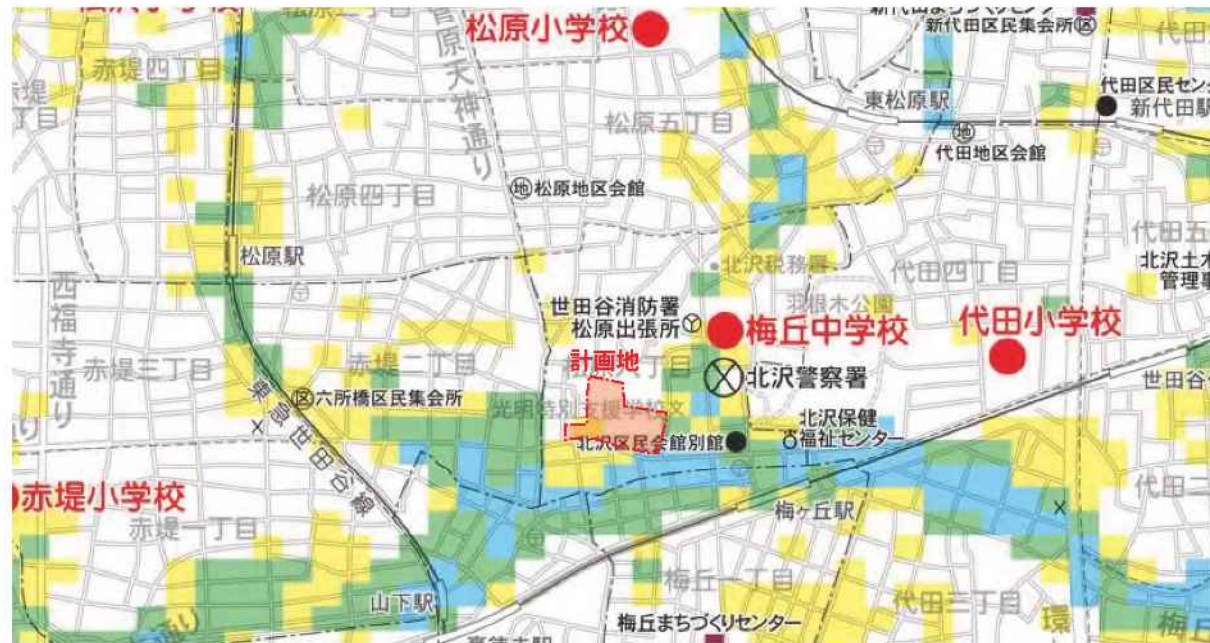 松原小学校
新代田区民集会所
赤堤四丁目
菅原天神通り
松原五丁目
東松原駅
代田区民セン
新代田駅
代田地区会館
松原四丁目
松原地区会館
松原駅
北沢税務署
代田四丁目
代田五
北沢土木
管理事
西福寺通り
世田谷消防署
松原出張所
羽根木公園
梅丘中学校
代田小学校
赤堤三丁目
赤堤二丁目
計画地
六丁目
北沢警察署
世田谷
六所橋区民集会所
光明特別支援学校
北沢区民会館別館
北沢保健
福祉センター
東急世田谷線
赤堤小学校
赤堤一丁目
梅ヶ丘駅
代田二
山下駅
梅丘一丁目
代田三丁目
環
梅丘まちづくりセンター